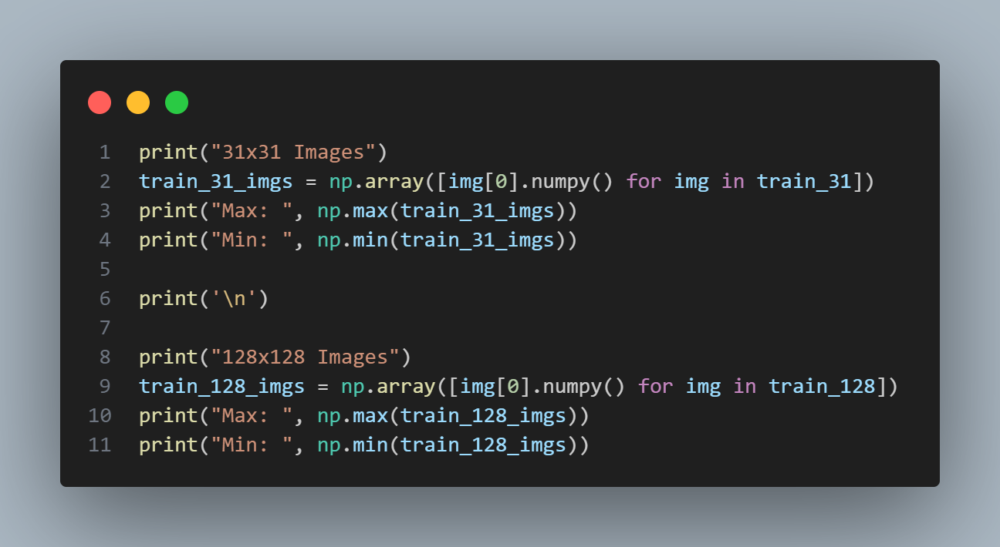 1 print("31x31 Images")
2 train_31_imgs = np.array([img[0].numpy() for img in train_31])
3 print("Max: ", np.max(train_31_imgs))
4 print("Min: ", np.min(train_31_imgs))
5
6 print('\n')
7
8 print("128x128 Images")
9 train_128_imgs = np.array([img[0].numpy() for img in train_128])
10 print("Max: ", np.max(train_128_imgs))
11 print("Min: ", np.min(train_128_imgs))